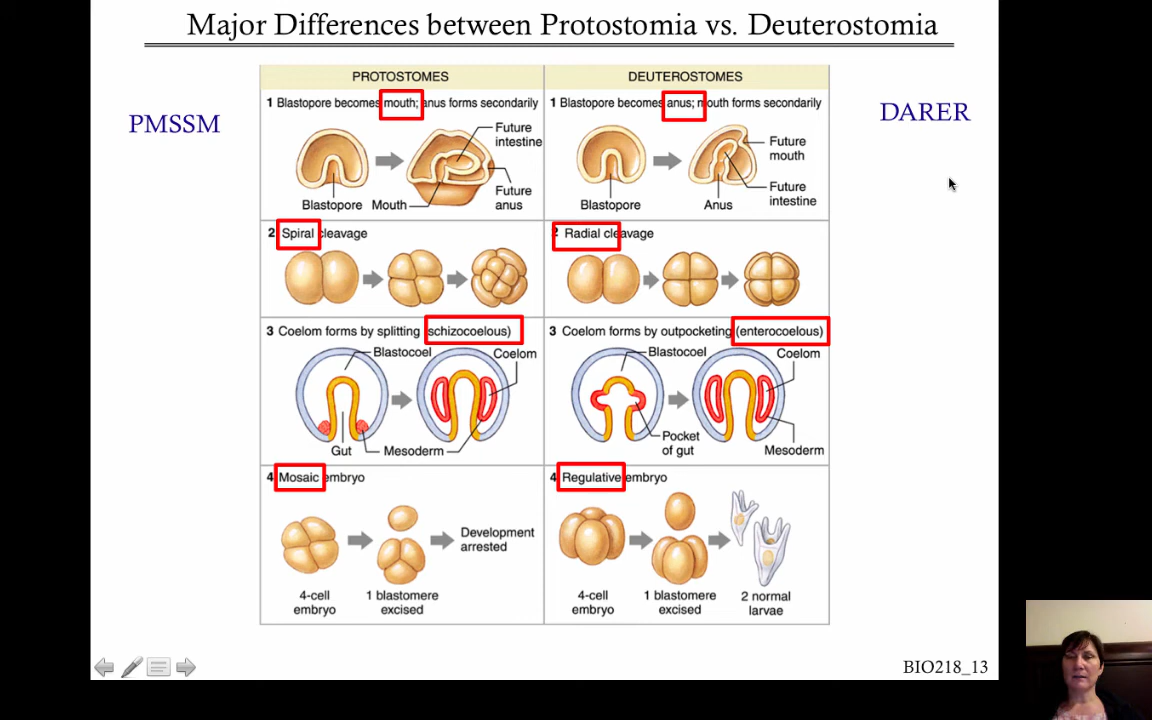 Major Differences between Protostomia vs. Deuterostomia
PMSSM
DARER
PROTOSTOMES
1 Blastopore becomes mouth; anus forms secondarily
Future
intestine
Blastopore
Mouth
Future
anus
2 Spiral cleavage
3 Coelom forms by splitting (schizocoelous)
Blastocoel
Coelom
Gut
Mesoderm
4 Mosaic embryo
Development
arrested
4-cell
embryo
1 blastomere
excised
DEUTEROSTOMES
1 Blastopore becomes anus; mouth forms secondarily
Future
mouth
Future
intestine
Blastopore
Anus
2 Radial cleavage
3 Coelom forms by outpocketing (enterocoelous)
Blastocoel
Coelom
Pocket
of gut
Mesoderm
4 Regulative embryo
4-cell
embryo
1 blastomere
excised
2 normal
larvae
BIO218_13